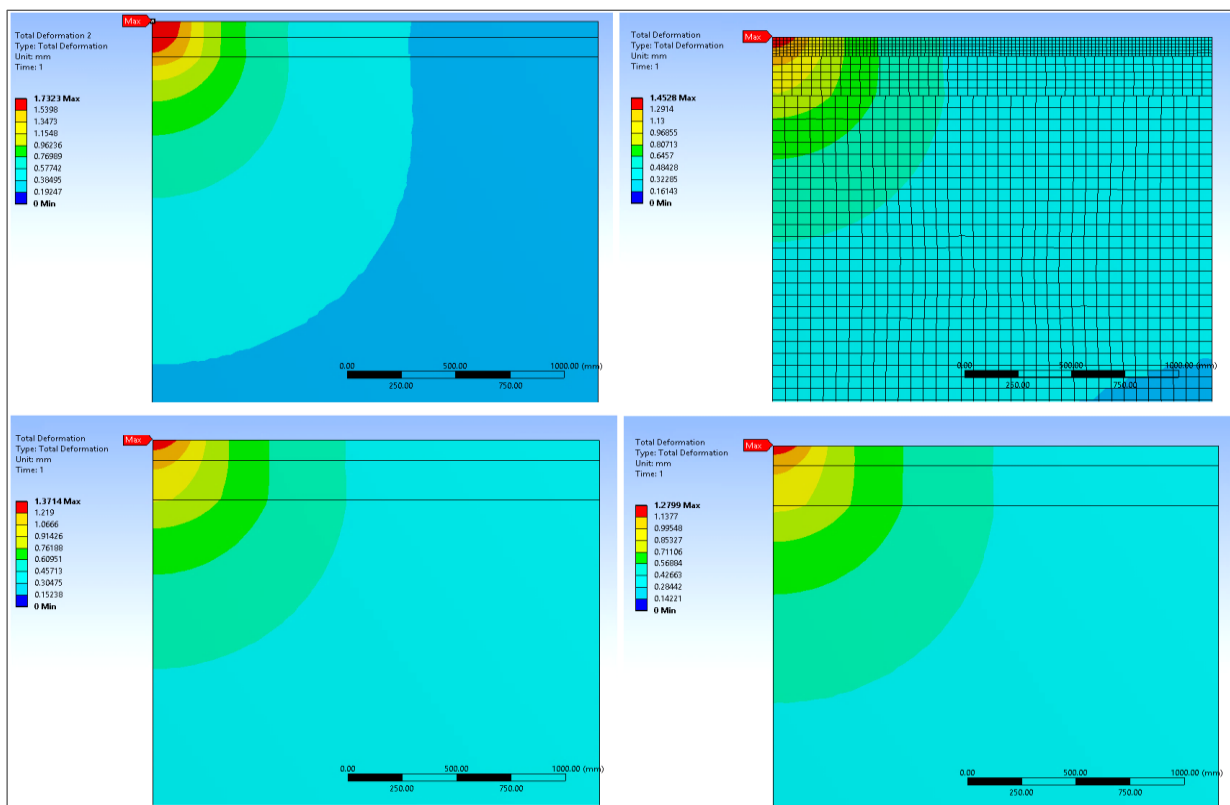 Max
Total Deformation 2
Type: Total Deformation
Unit: mm
Time: 1
1.7323 Max
1.5398
1.3473
1.1548
0.96236
0.76989
0.57742
0.38495
0.19247
0 Min
0.00 500.00 1000.00 (mm)
250.00 750.00
Max
Total Deformation
Type: Total Deformation
Unit: mm
Time: 1
1.4528 Max
1.2914
1.13
0.96855
0.80713
0.6457
0.48428
0.32285
0.16143
0 Min
0.00 500.00 1000.00 (mm)
250.00 750.00
Max
Total Deformation
Type: Total Deformation
Unit: mm
Time: 1
1.3714 Max
1.219
1.0666
0.91426
0.76188
0.60951
0.45713
0.30475
0.15238
0 Min
0.00 500.00 1000.00 (mm)
250.00 750.00
Max
Total Deformation
Type: Total Deformation
Unit: mm
Time: 1
1.2799 Max
1.1377
0.99548
0.85327
0.71106
0.56884
0.42663
0.28442
0.14221
0 Min
0.00 500.00 1000.00 (mm)
250.00 750.00